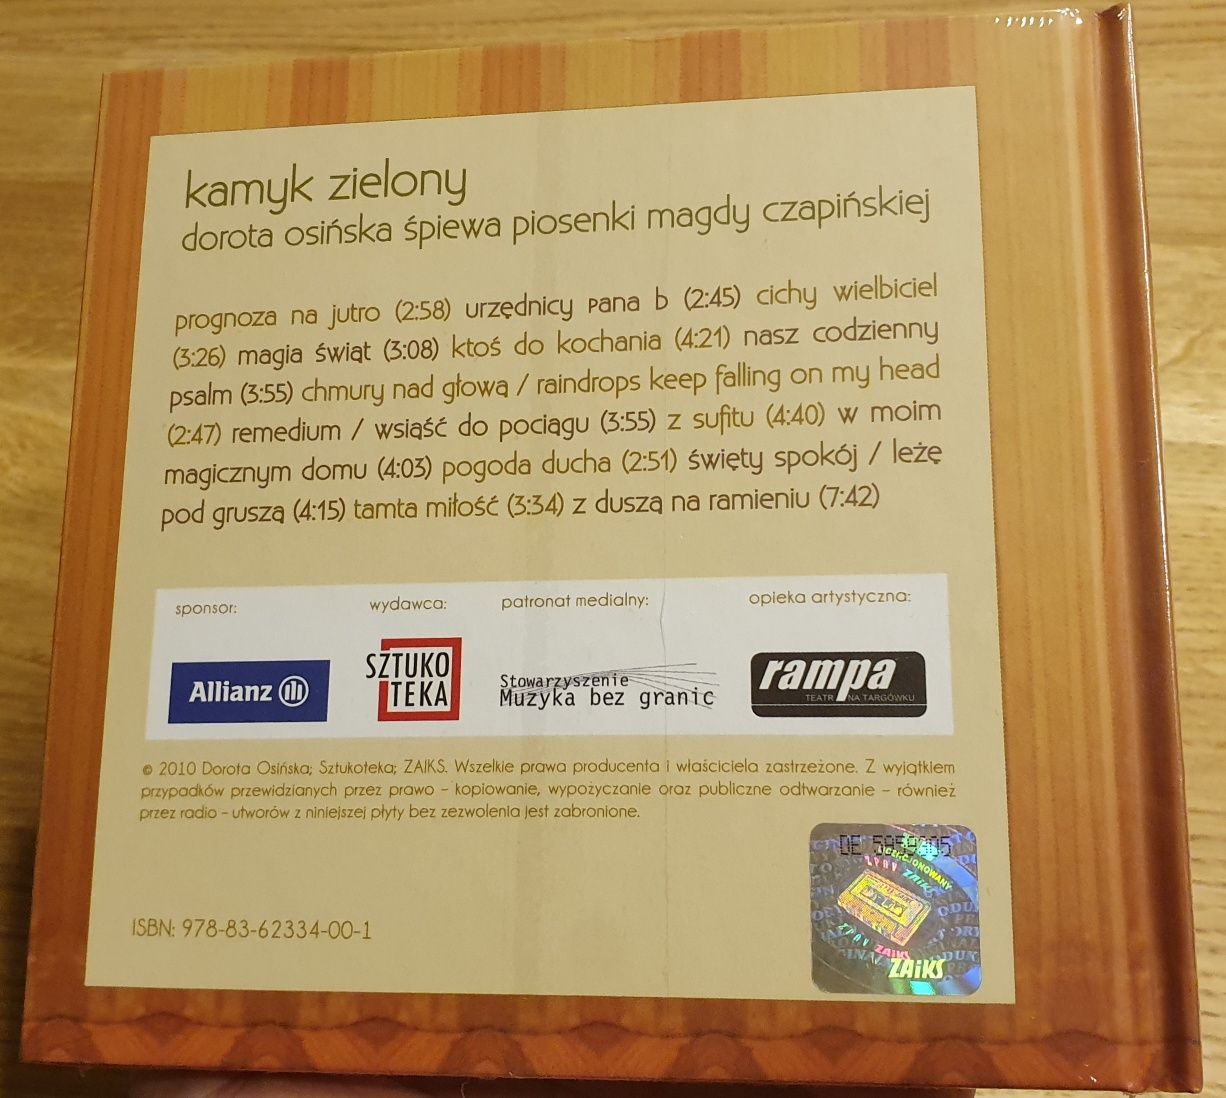 kamyk zielony
dorota osińska śpiewa piosenki magdy czapińskiej
prognoza na jutro (2:58) urzędnicy pana b (2:45) cichy wielbiciel
(3:26) magia świąt (3:08) ktoś do kochania (4:21) nasz codzienny
psalm (3:55) chmury nad głową / raindrops keep falling on my head
(2:47) remedium / wsiąść do pociągu (3:55) z sufitu (4:40) w moim
magicznym domu (4:03) pogoda ducha (2:51) święty spokój / leżę
pod gruszą (4:15) tamta miłość (3:34) z duszą na ramieniu (7:42)
sponsor: wydawca: patronat medialny: opieka artystyczna:
Allianz
SZTUKO
TEKA
Stowarzyszenie
Muzyka bez granic
rampa
TEATR NA TARGÓWKU
© 2010 Dorota Osińska; Sztukoteka; ZAIKS. Wszelkie prawa producenta i właściciela zastrzeżone. Z wyjątkiem
przypadków przewidzianych przez prawo – kopiowanie, wypożyczanie oraz publiczne odtwarzanie – również
przez radio – utworów z niniejszej płyty bez zezwolenia jest zabronione.
ISBN: 978-83-62334-00-1
DE
ZPAV ZAiKS
ZPAV ZAiKS
ZAiKS